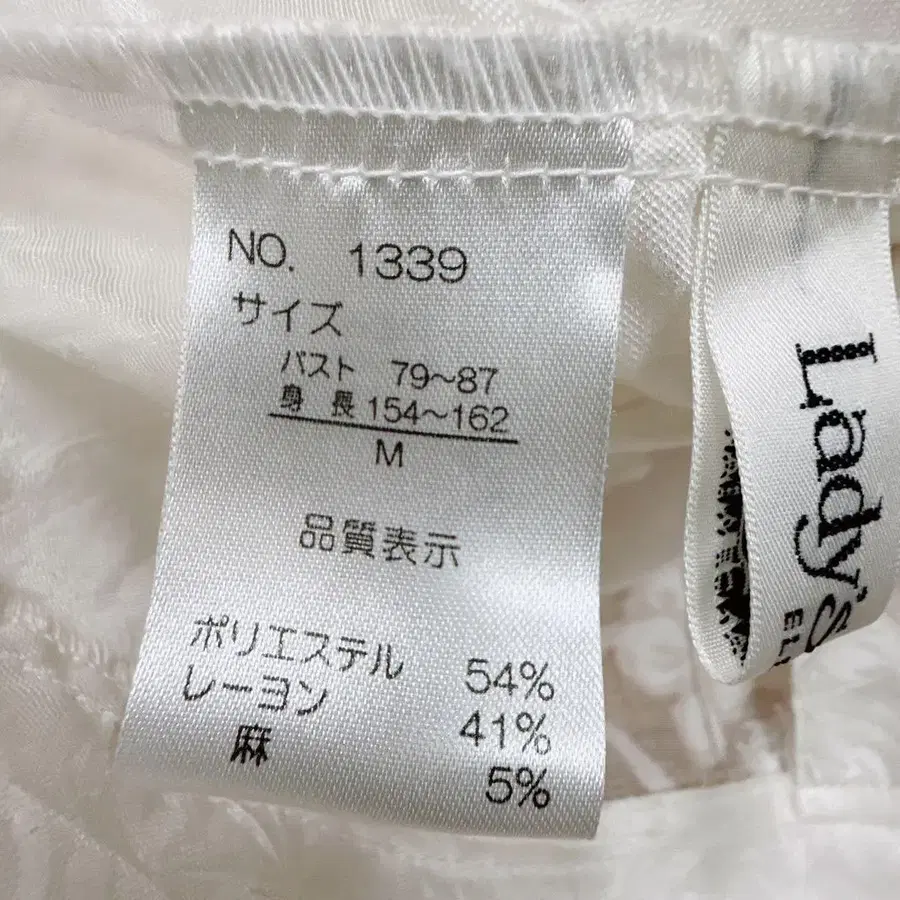 NO. 1339
サイズ
バスト 79~87
身長 154~162
M
品質表示
ポリエステル 54%
レーヨン 41%
麻 5%
Lady's